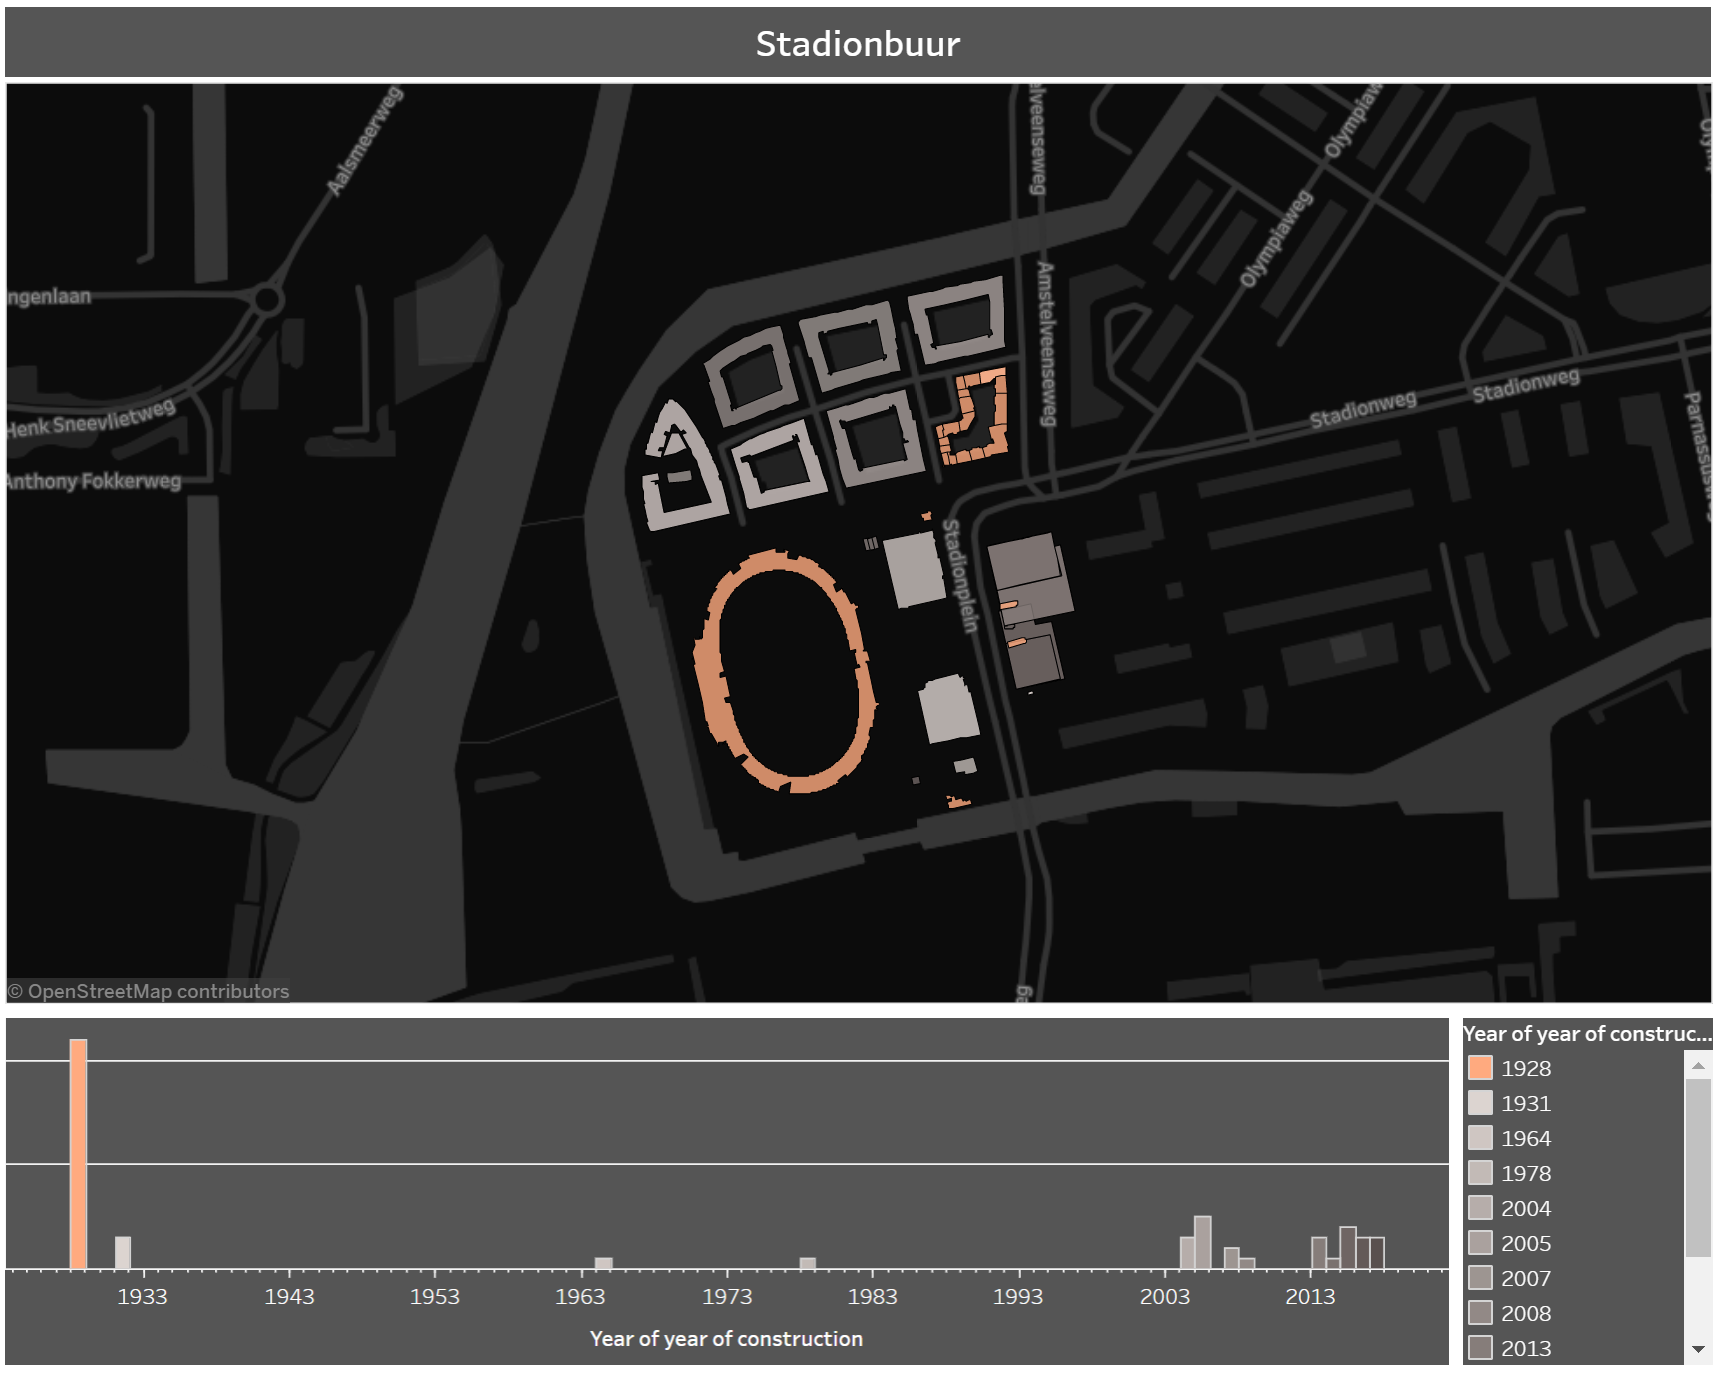 Stadionbuur
Aalsmeerweg
elveenseweg
Olympiaw
Olympiaweg
Amstelveenseweg
ngenlaan
Henk Sneevlietweg
Anthony Fokkerweg
Stadionweg
Stadionweg
Parnassusw
Stadionplein
eg
© OpenStreetMap contributors
1933 1943 1953 1963 1973 1983 1993 2003 2013
Year of year of construction
Year of year of construc...
1928
1931
1964
1978
2004
2005
2007
2008
2013